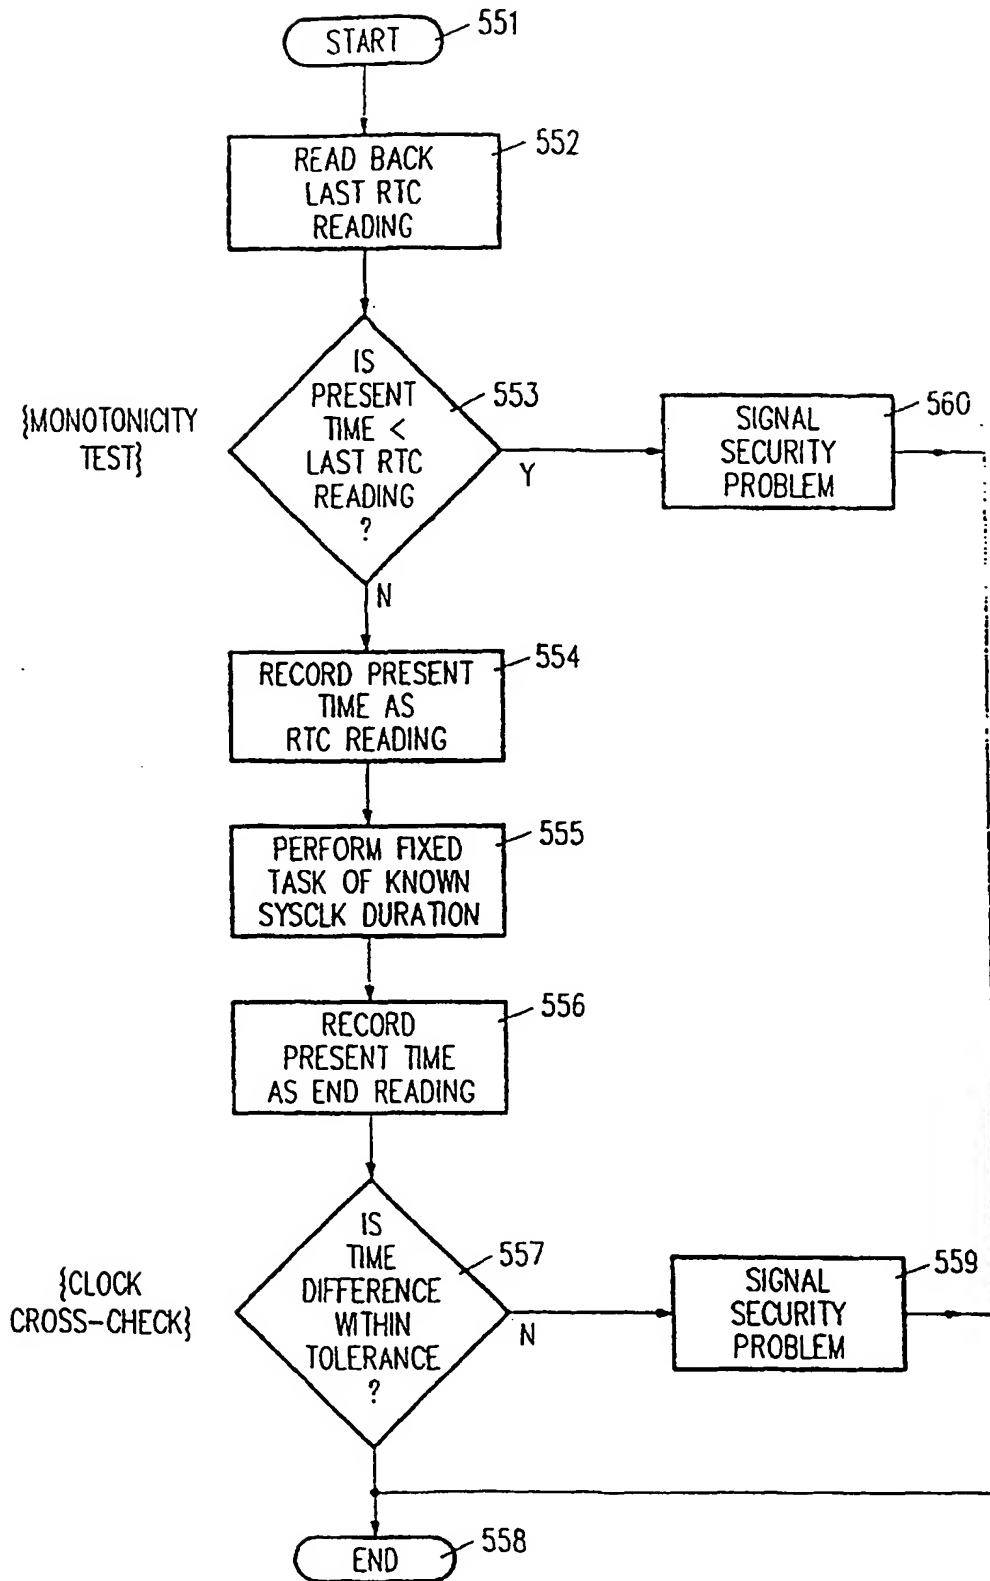 START
551
READ BACK
LAST RTC
READING
552
IS
PRESENT
TIME <
LAST RTC
READING
?
553
{MONOTONICITY
TEST}
Y
SIGNAL
SECURITY
PROBLEM
560
N
RECORD PRESENT
TIME AS
RTC READING
554
PERFORM FIXED
TASK OF KNOWN
SYSCLK DURATION
555
RECORD
PRESENT TIME
AS END READING
556
IS
TIME
DIFFERENCE
WITHIN
TOLERANCE
?
557
{CLOCK
CROSS-CHECK}
N
SIGNAL
SECURITY
PROBLEM
559
END
558